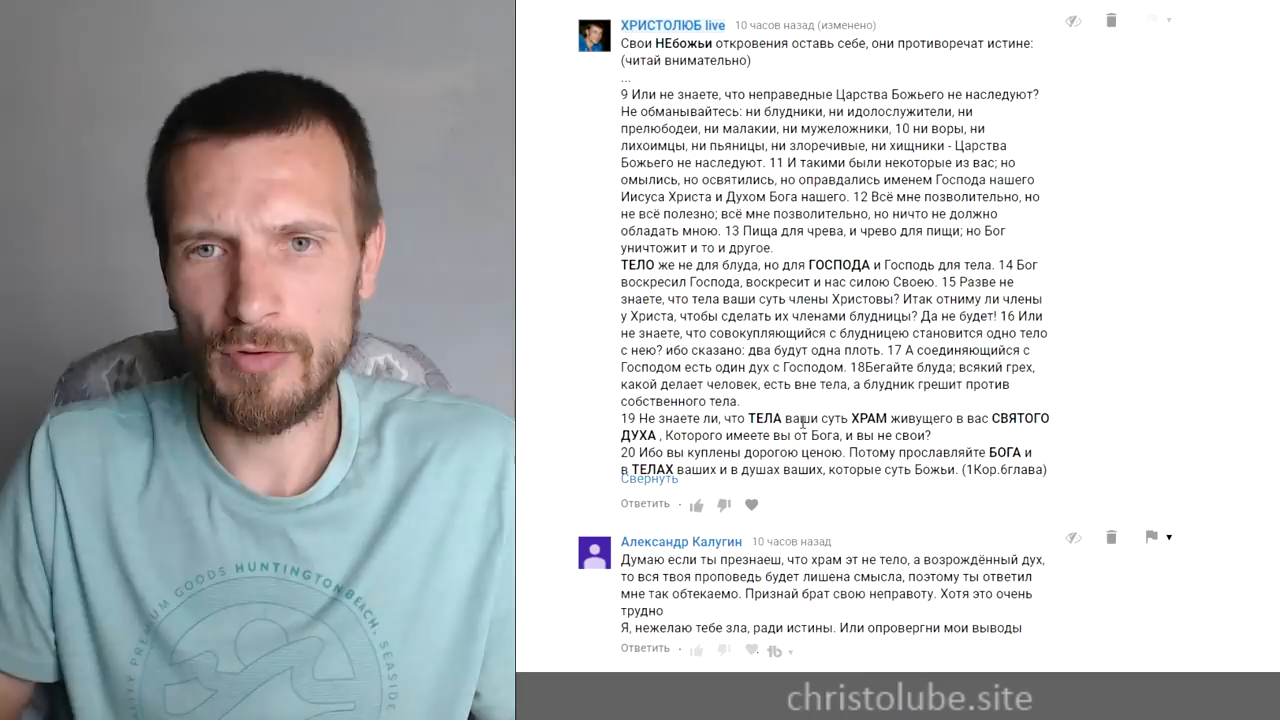 ХРИСТОЛЮБ live 10 часов назад (изменено)
Свои НЕбожьи откровения оставь себе, они противоречат истине:
(читай внимательно)
...
9 Или не знаете, что неправедные Царства Божьего не наследуют?
Не обманывайтесь: ни блудники, ни идолослужители, ни
прелюбодеи, ни малакии, ни мужеложники, 10 ни воры, ни
лихоимцы, ни пьяницы, ни злоречивые, ни хищники - Царства
Божьего не наследуют. 11 И такими были некоторые из вас; но
омылись, но освятились, но оправдались именем Господа нашего
Иисуса Христа и Духом Бога нашего. 12 Всё мне позволительно, но
не всё полезно; всё мне позволительно, но ничто не должно
обладать мною. 13 Пища для чрева, и чрево для пищи; но Бог
уничтожит и то и другое.
ТЕЛО же не для блуда, но для ГОСПОДА и Господь для тела. 14 Бог
воскресил Господа, воскресит и нас силою Своею. 15 Разве не
знаете, что тела ваши суть члены Христовы? Итак отниму ли члены
у Христа, чтобы сделать их членами блудницы? Да не будет! 16 Или
не знаете, что совокупляющийся с блудницею становится одно тело
с нею? ибо сказано: два будут одна плоть. 17 А соединяющийся с
Господом есть один дух с Господом. 18Бегайте блуда; всякий грех,
какой делает человек, есть вне тела, а блудник грешит против
собственного тела.
19 Не знаете ли, что ТЕЛА ваши суть ХРАМ живущего в вас СВЯТОГО
ДУХА , Которого имеете вы от Бога, и вы не свои?
20 Ибо вы куплены дорогою ценою. Потому прославляйте БОГА и
в ТЕЛАХ ваших и в душах ваших, которые суть Божьи. (1Кор.6глава)
Свернуть
Ответить
Александр Калугин 10 часов назад
Думаю если ты презнаеш, что храм эт не тело, а возрождённый дух,
то вся твоя проповедь будет лишена смысла, поэтому ты ответил
мне так обтекаемо. Признай брат свою неправоту. Хотя это очень
трудно
Я, нежелаю тебе зла, ради истины. Или опровергни мои выводы
Ответить
christolube.site
GOODS HUNTINGTON BEACH, SEASIDE